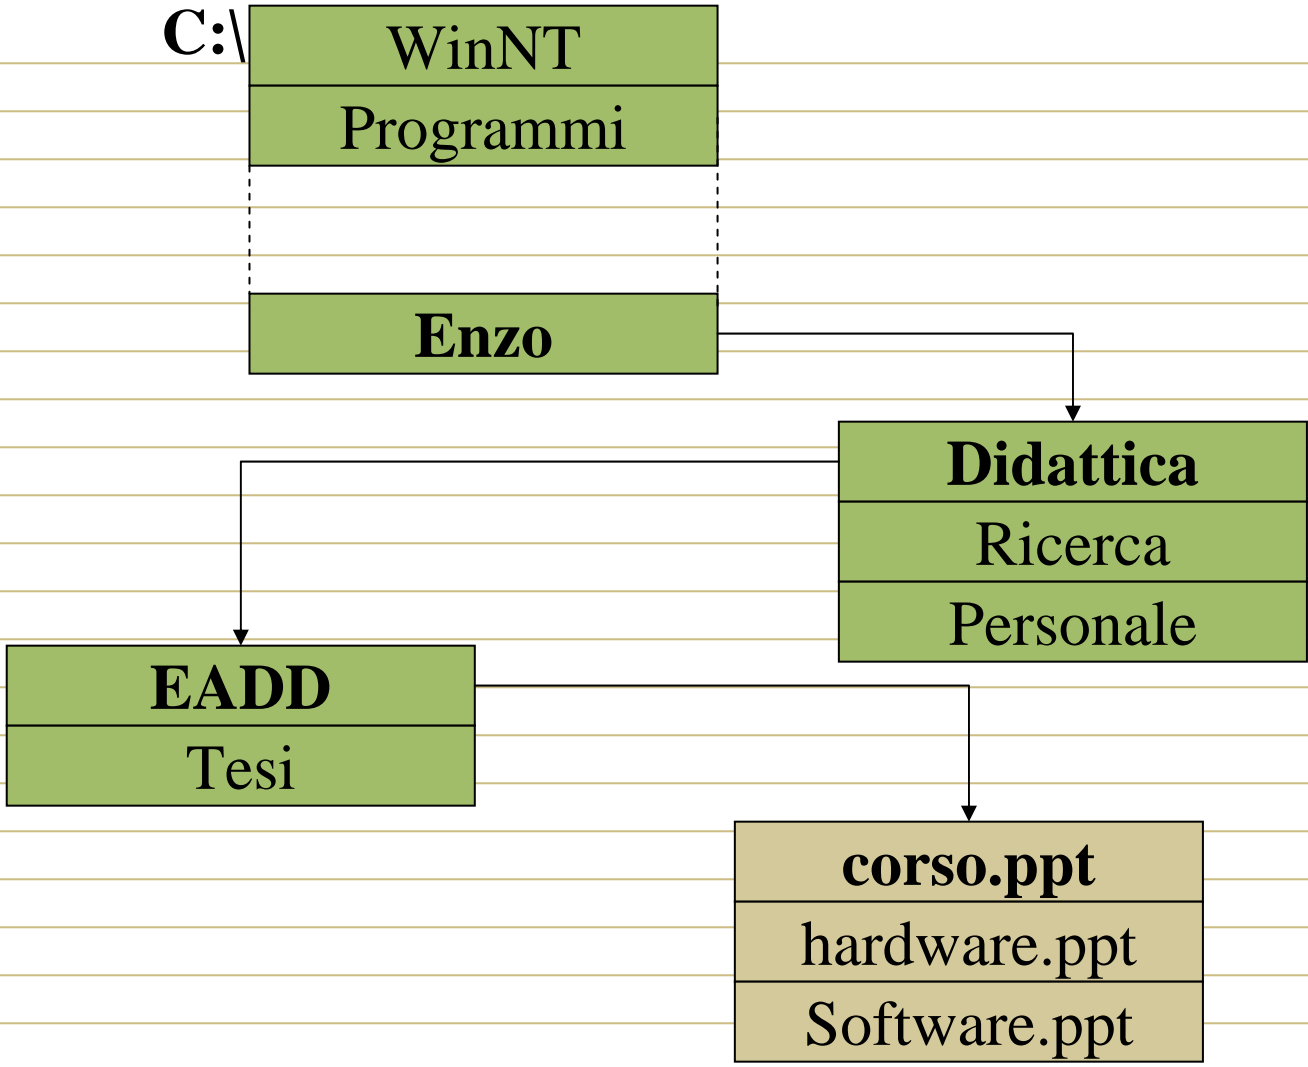 C:\
WinNT
Programmi
Enzo
Didattica
Ricerca
Personale
EADD
Tesi
corso.ppt
hardware.ppt
Software.ppt